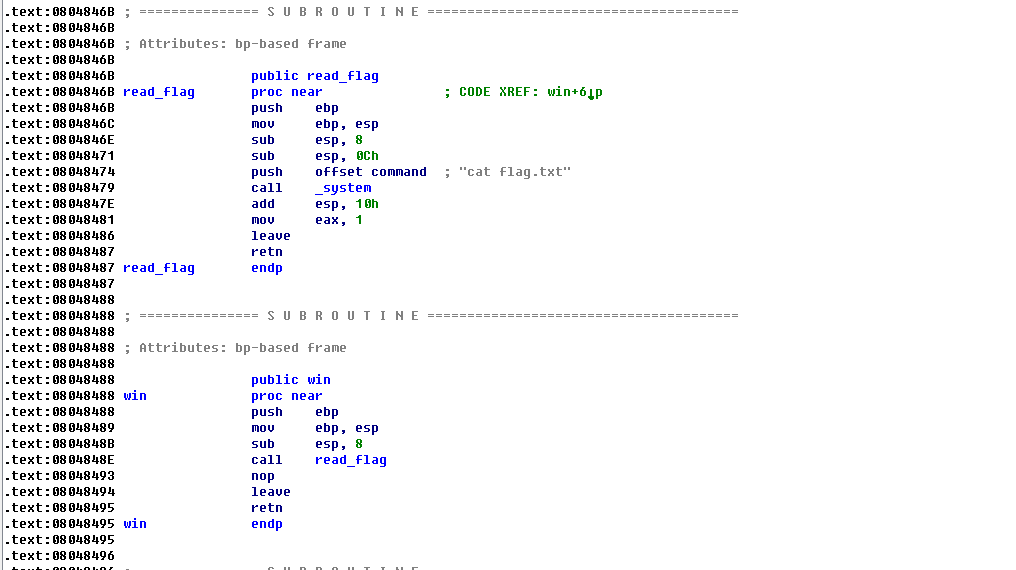 .text:0804846B ; =============== S U B R O U T I N E =======================================
.text:0804846B
.text:0804846B ; Attributes: bp-based frame
.text:0804846B
.text:0804846B public read_flag
.text:0804846B read_flag proc near ; CODE XREF: win+6↓p
.text:0804846B push ebp
.text:0804846C mov ebp, esp
.text:0804846E sub esp, 8
.text:08048471 sub esp, 0Ch
.text:08048474 push offset command ; "cat flag.txt"
.text:08048479 call _system
.text:0804847E add esp, 10h
.text:08048481 mov eax, 1
.text:08048486 leave
.text:08048487 retn
.text:08048487 read_flag endp
.text:08048487
.text:08048488
.text:08048488 ; =============== S U B R O U T I N E =======================================
.text:08048488
.text:08048488 ; Attributes: bp-based frame
.text:08048488
.text:08048488 public win
.text:08048488 win proc near
.text:08048488 push ebp
.text:08048489 mov ebp, esp
.text:0804848B sub esp, 8
.text:0804848E call read_flag
.text:08048493 nop
.text:08048494 leave
.text:08048495 retn
.text:08048495 win endp
.text:08048495
.text:08048496